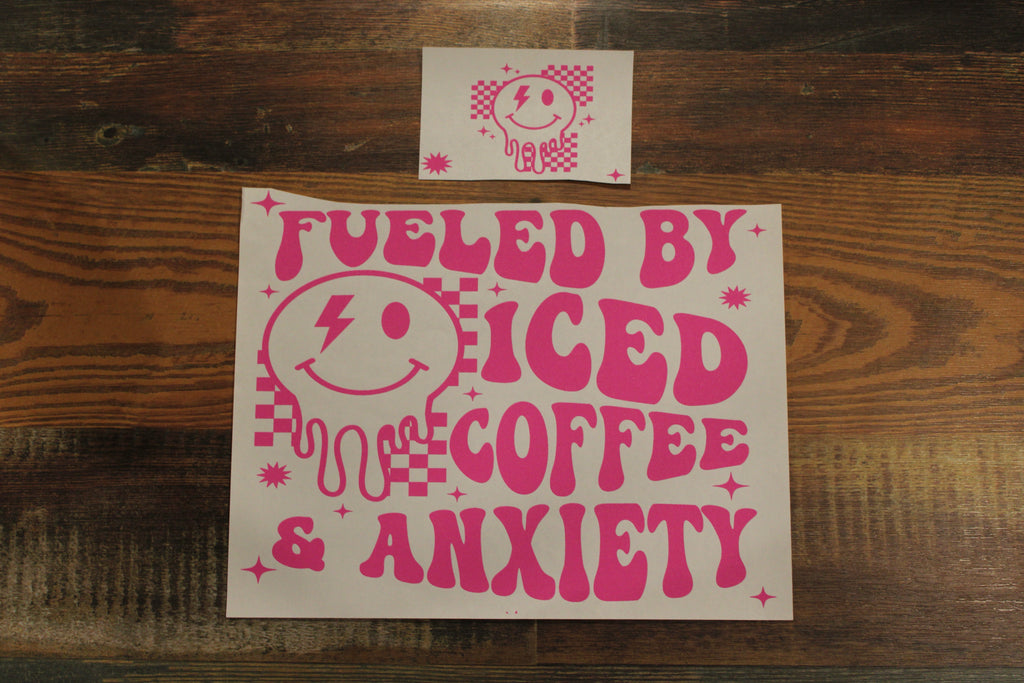 FUELED BY
ICED
COFFEE
& ANXIETY